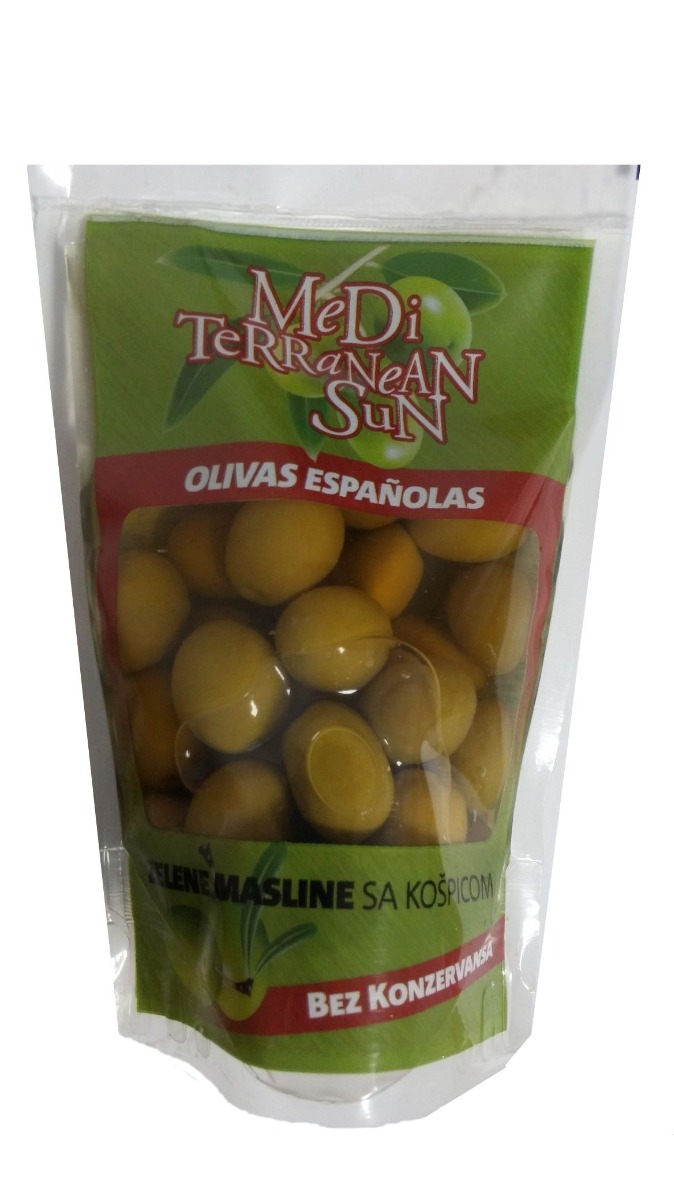 MeDi
TeRRaNeAN
SuN
OLIVAS ESPAÑOLAS
ZELENE MASLINE SA KOŠPICOM
BEZ KONZERVANSA